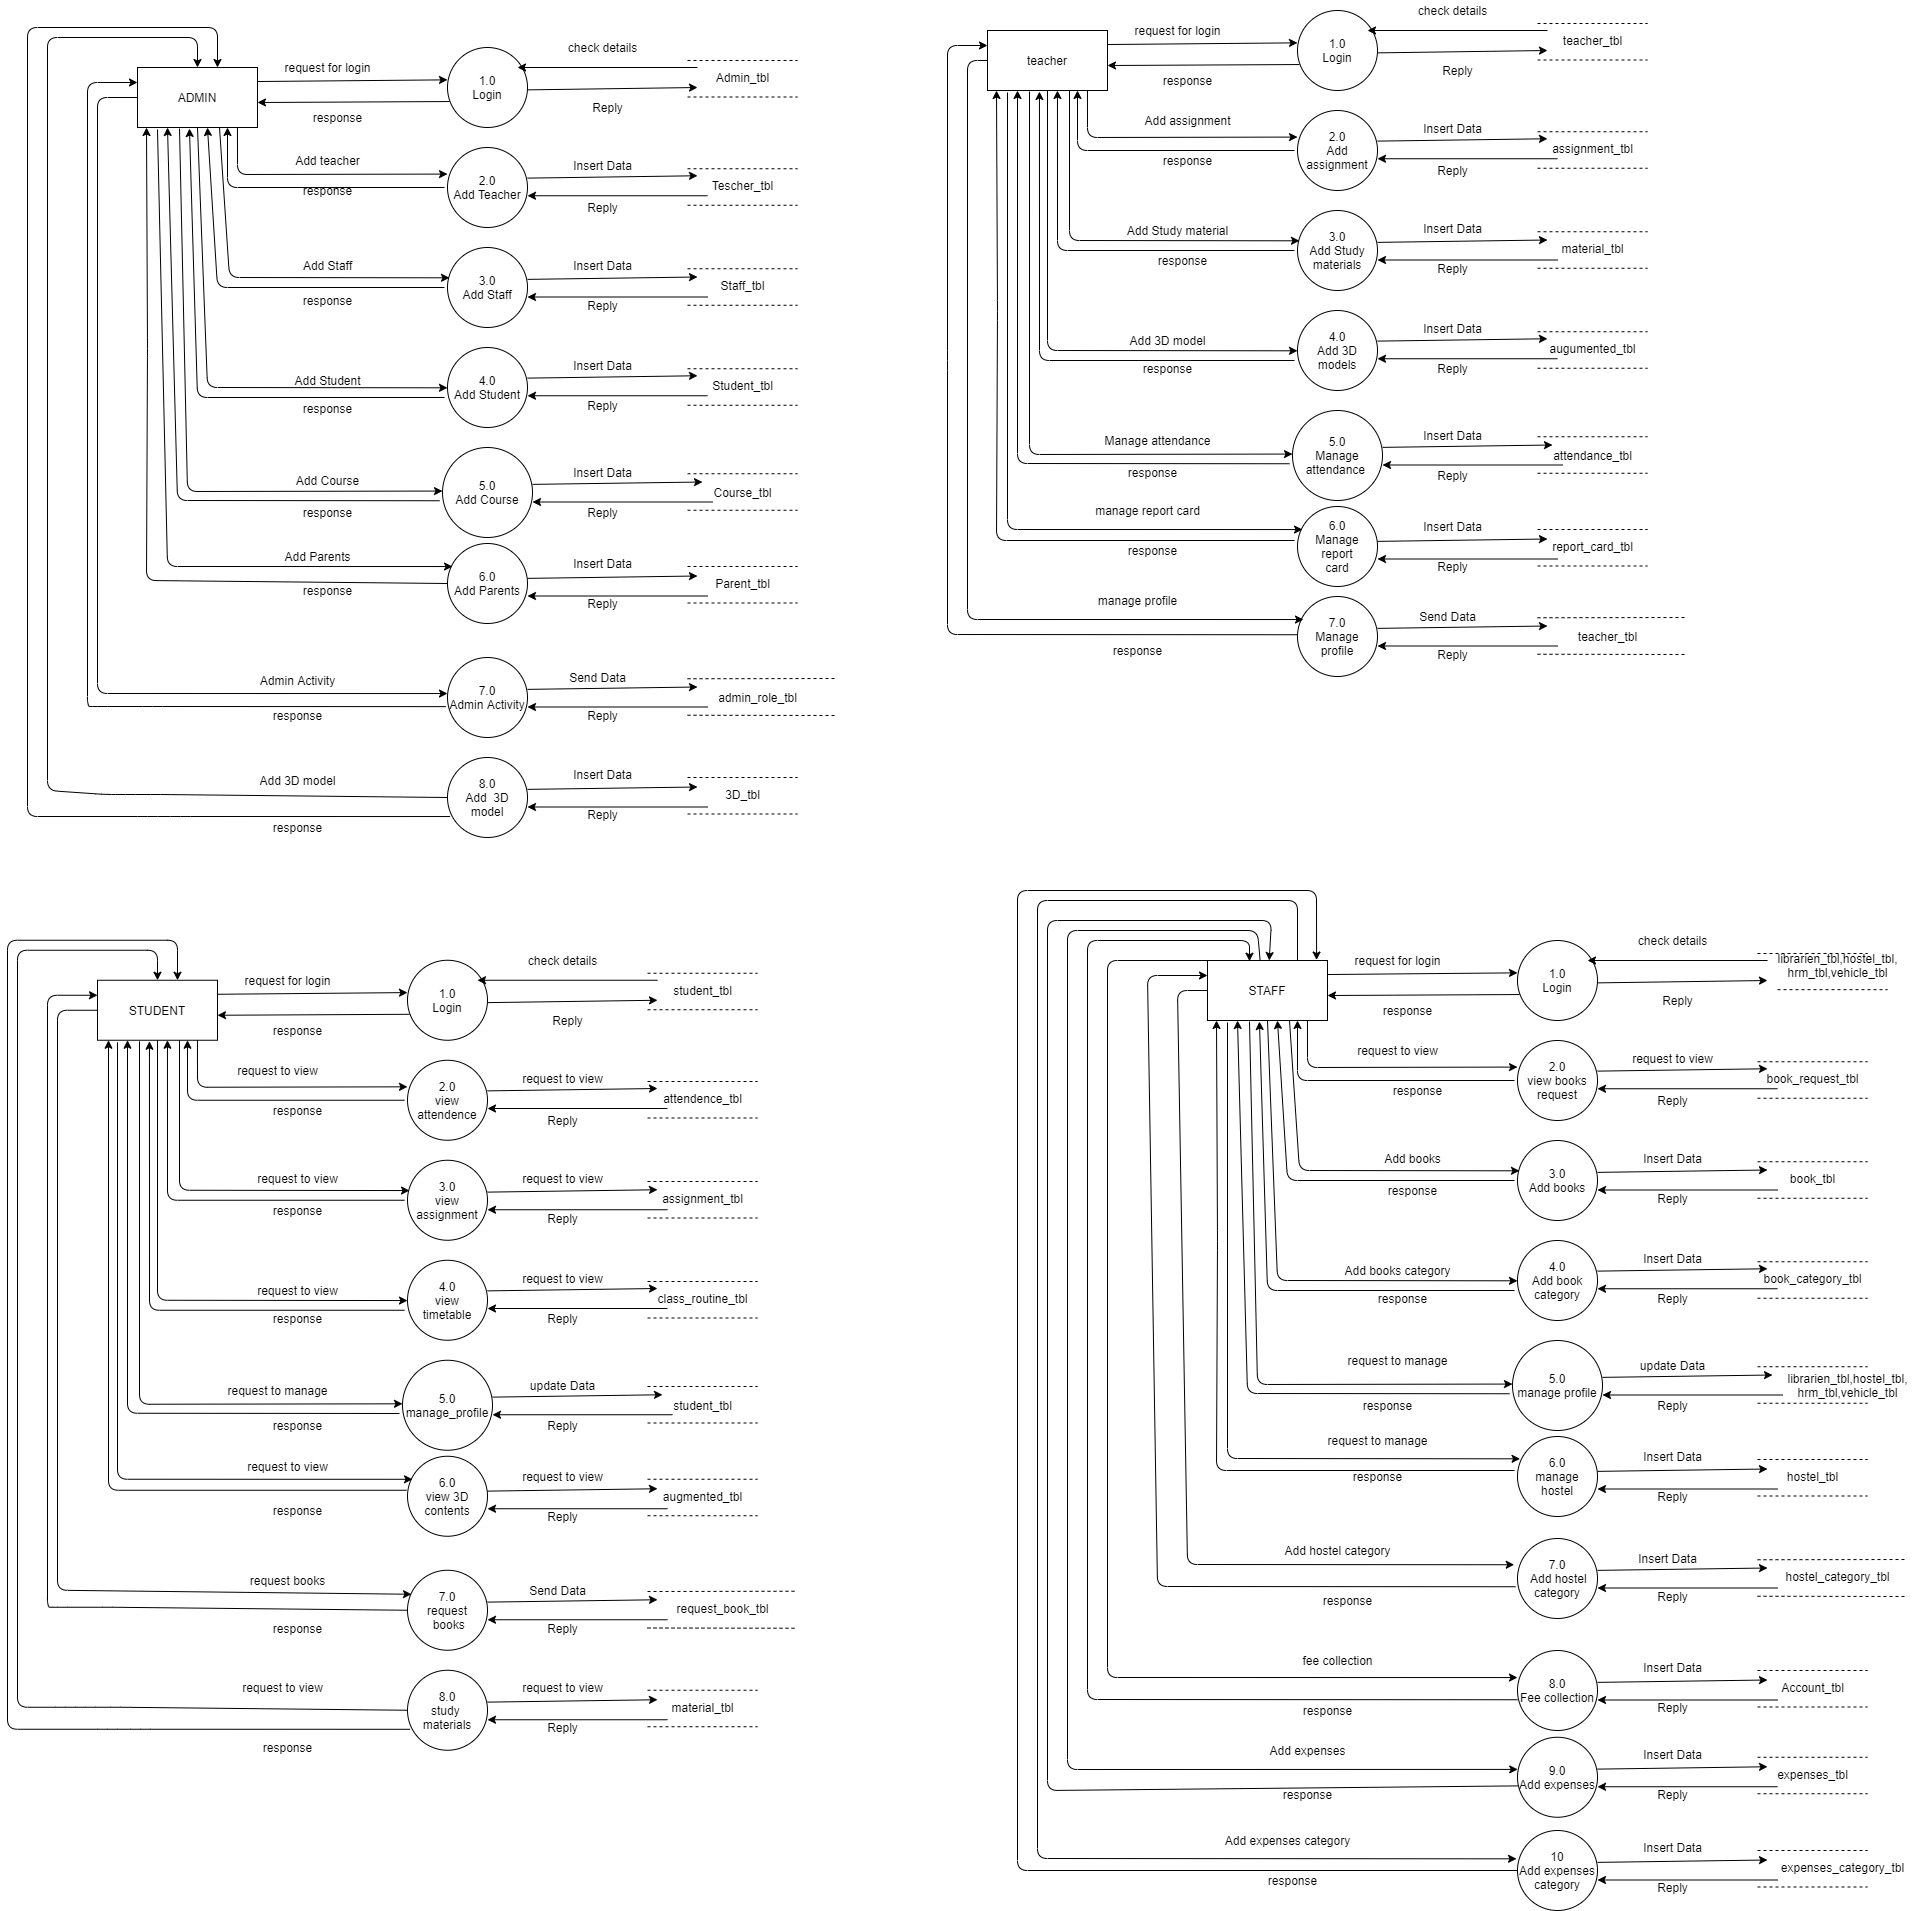 ADMIN
request for login
response
1.0
Login
check details
Reply
Admin_tbl
Add teacher
response
2.0
Add Teacher
Insert Data
Reply
Tescher_tbl
Add Staff
response
3.0
Add Staff
Insert Data
Reply
Staff_tbl
Add Student
response
4.0
Add Student
Insert Data
Reply
Student_tbl
Add Course
response
5.0
Add Course
Insert Data
Reply
Course_tbl
Add Parents
response
6.0
Add Parents
Insert Data
Reply
Parent_tbl
Admin Activity
response
7.0
Admin Activity
Send Data
Reply
admin_role_tbl
Add 3D model
response
8.0
Add  3D
model
Insert Data
Reply
3D_tbl
teacher
request for login
response
1.0
Login
check details
Reply
teacher_tbl
Add assignment
response
2.0
Add
assignment
Insert Data
Reply
assignment_tbl
Add Study material
response
3.0
Add Study
materials
Insert Data
Reply
material_tbl
Add 3D model
response
4.0
Add 3D
models
Insert Data
Reply
augumented_tbl
Manage attendance
response
5.0
Manage
attendance
Insert Data
Reply
attendance_tbl
manage report card
response
6.0
Manage
report
card
Insert Data
Reply
report_card_tbl
manage profile
response
7.0
Manage
profile
Send Data
Reply
teacher_tbl
STUDENT
request for login
response
1.0
Login
check details
Reply
student_tbl
request to view
response
2.0
view
attendence
request to view
Reply
attendence_tbl
request to view
response
3.0
view
assignment
request to view
Reply
assignment_tbl
request to view
response
4.0
view
timetable
request to view
Reply
class_routine_tbl
request to manage
response
5.0
manage_profile
update Data
Reply
student_tbl
request to view
response
6.0
view 3D
contents
request to view
Reply
augmented_tbl
request books
response
7.0
request
books
Send Data
Reply
request_book_tbl
request to view
response
8.0
study
materials
request to view
Reply
material_tbl
STAFF
request for login
response
1.0
Login
check details
Reply
librarien_tbl,hostel_tbl,
hrm_tbl,vehicle_tbl
request to view
response
2.0
view books
request
request to view
Reply
book_request_tbl
Add books
response
3.0
Add books
Insert Data
Reply
book_tbl
Add books category
response
4.0
Add book
category
Insert Data
Reply
book_category_tbl
request to manage
response
5.0
manage profile
update Data
Reply
librarien_tbl,hostel_tbl,
hrm_tbl,vehicle_tbl
request to manage
response
6.0
manage
hostel
Insert Data
Reply
hostel_tbl
Add hostel category
response
7.0
Add hostel
category
Insert Data
Reply
hostel_category_tbl
fee collection
response
8.0
Fee collection
Insert Data
Reply
Account_tbl
Add expenses
response
9.0
Add expenses
Insert Data
Reply
expenses_tbl
Add expenses category
response
10
Add expenses
category
Insert Data
Reply
expenses_category_tbl